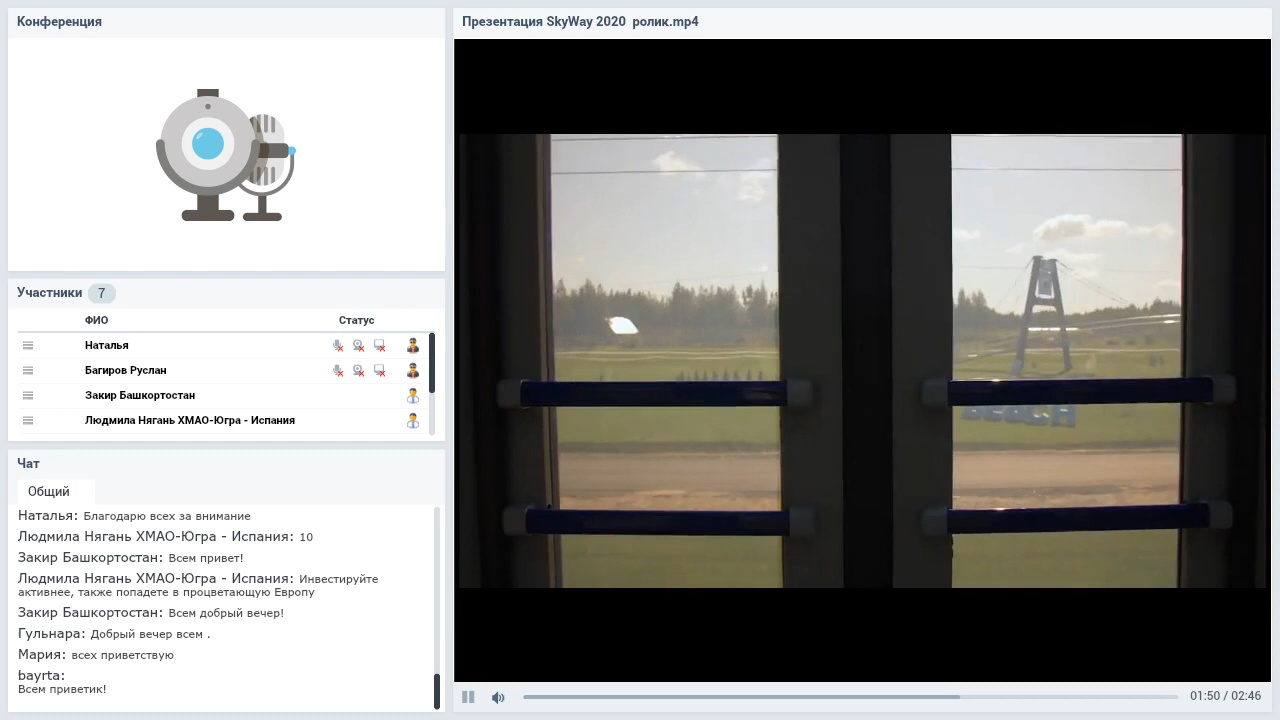 Конференция
Презентация SkyWay 2020 ролик.mp4
Участники 7
ФИО Статус
Наталья
Багиров Руслан
Закир Башкортостан
Людмила Нягань ХМАО-Югра - Испания
Чат
Общий
Наталья: Благодарю всех за внимание
Людмила Нягань ХМАО-Югра - Испания: 10
Закир Башкортостан: Всем привет!
Людмила Нягань ХМАО-Югра - Испания: Инвестируйте
активнее, также попадете в процветающую Европу
Закир Башкортостан: Всем добрый вечер!
Гульнара: Добрый вечер всем .
Мария: всех приветствую
bayrta:
Всем приветик!
01:50 / 02:46